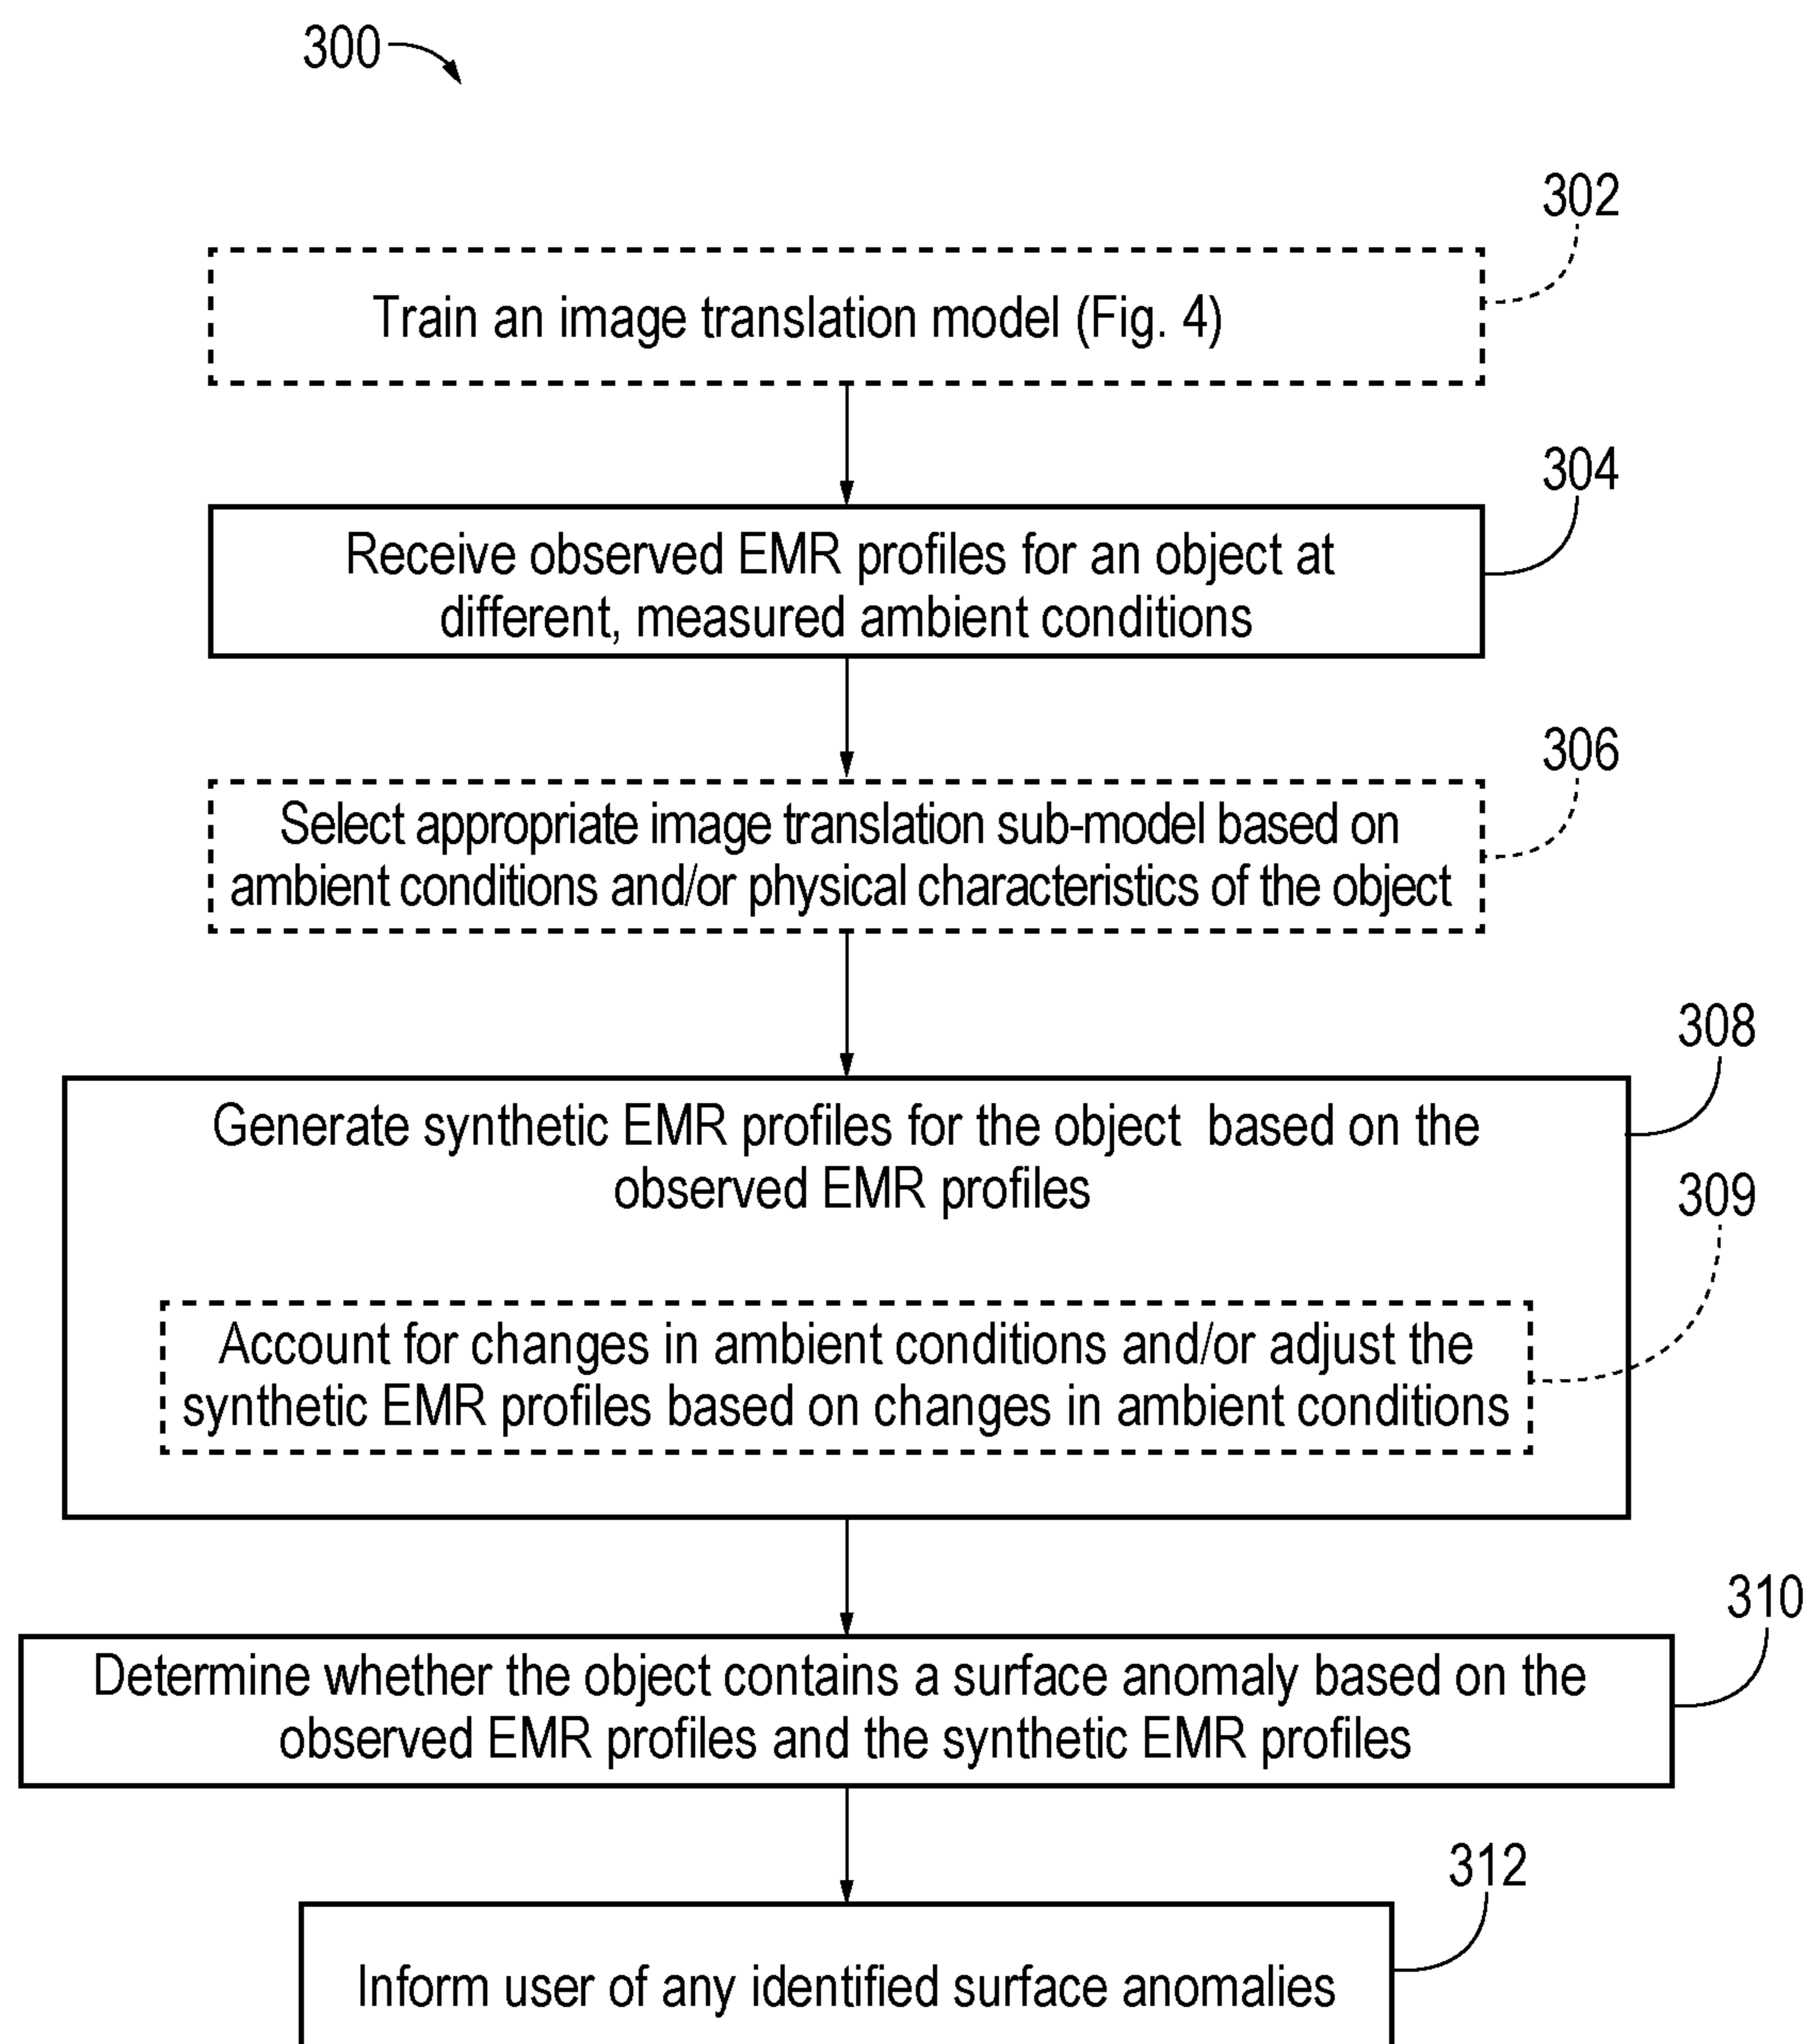 300
302
Train an image translation model (Fig. 4)
304
Receive observed EMR profiles for an object at
different, measured ambient conditions
306
Select appropriate image translation sub-model based on
ambient conditions and/or physical characteristics of the object
308
Generate synthetic EMR profiles for the object based on the
observed EMR profiles
309
Account for changes in ambient conditions and/or adjust the
synthetic EMR profiles based on changes in ambient conditions
310
Determine whether the object contains a surface anomaly based on the
observed EMR profiles and the synthetic EMR profiles
312
Inform user of any identified surface anomalies